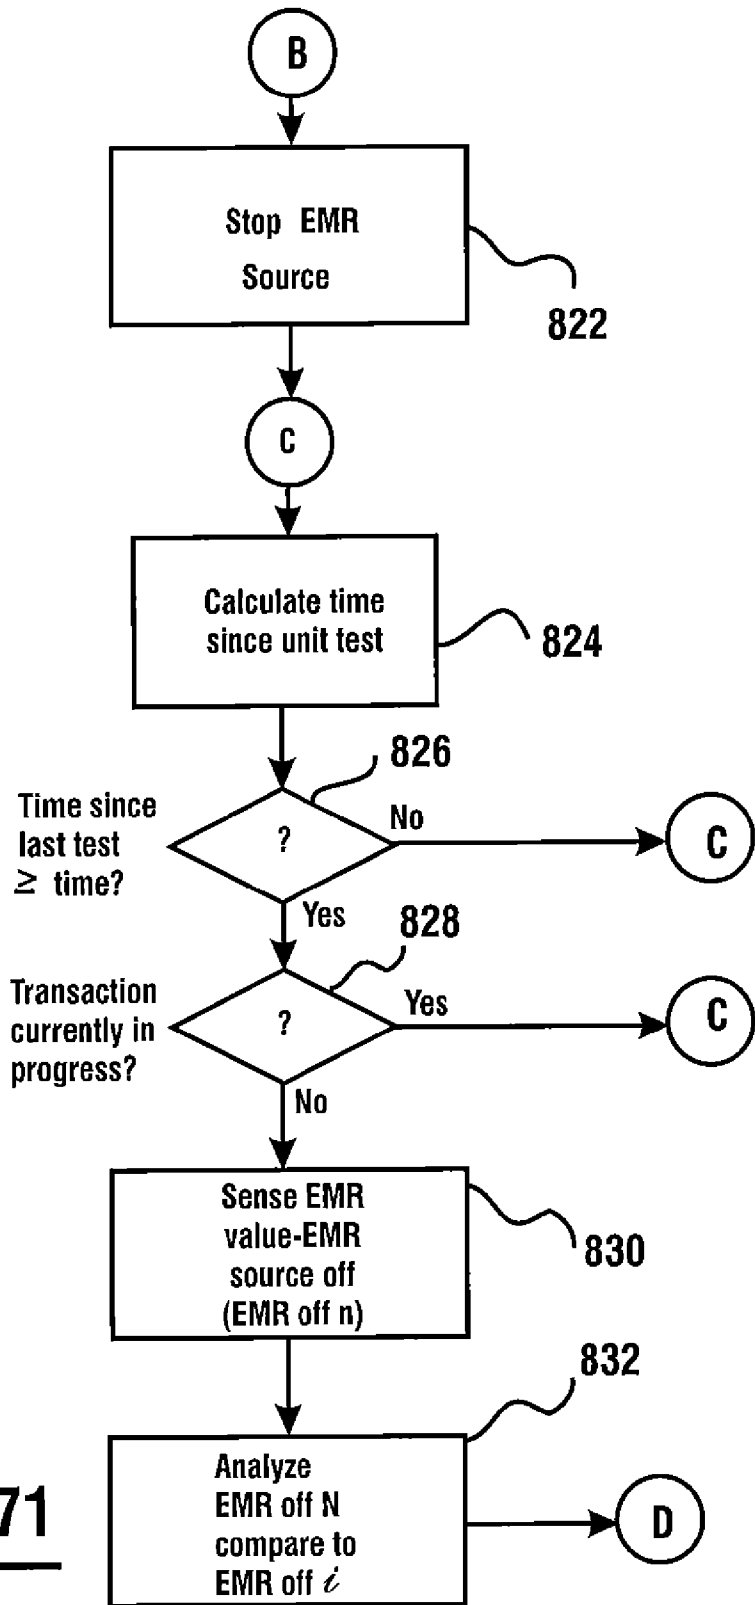 B
Stop EMR
Source
822
C
Calculate time
since unit test
824
826
Time since
last test
≥ time?
?
No
C
Yes
828
Transaction
currently in
progress?
?
Yes
C
No
Sense EMR
value-EMR
source off
(EMR off n)
830
832
Analyze
EMR off N
compare to
EMR off i
D
71